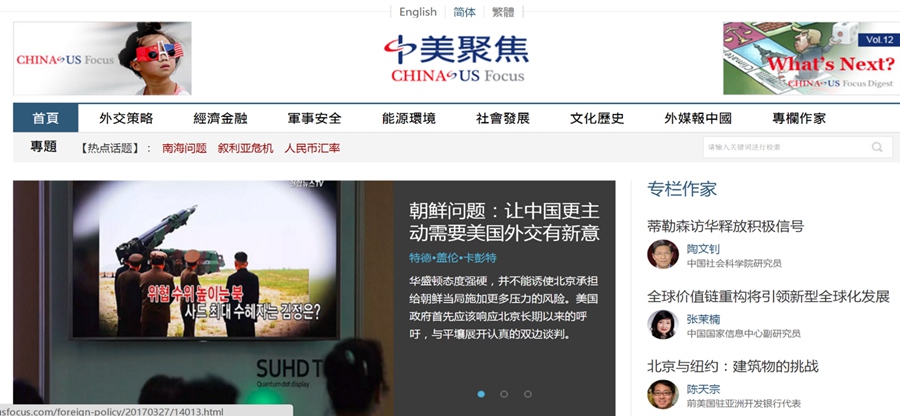 English 简体 繁體
CHINA US Focus
中美聚焦
CHINA US Focus
Vol.12
What's Next?
CHINA US Focus Digest
首頁 外交策略 經濟金融 軍事安全 能源環境 社會發展 文化歷史 外媒報中國 專欄作家
專題 【热点话题】： 南海问题 叙利亚危机 人民币汇率
请输入关键词进行检索
연합뉴스TV
위협 수위 높이는 북
사드 최대 수혜자는 김정은?
SUHD T
Quantum dot display
朝鲜问题：让中国更主
动需要美国外交有新意
特德•盖伦•卡彭特
华盛顿态度强硬，并不能诱使北京承担
给朝鲜当局施加更多压力的风险。美国
政府首先应该响应北京长期以来的呼
吁，与平壤展开认真的双边谈判。
专栏作家
蒂勒森访华释放积极信号
陶文钊
中国社会科学院研究员
全球价值链重构将引领新型全球化发展
张茉楠
中国国家信息中心副研究员
北京与纽约：建筑物的挑战
陈天宗
前美国驻亚洲开发银行代表
usfocus.com/foreign-policy/20170327/14013.html